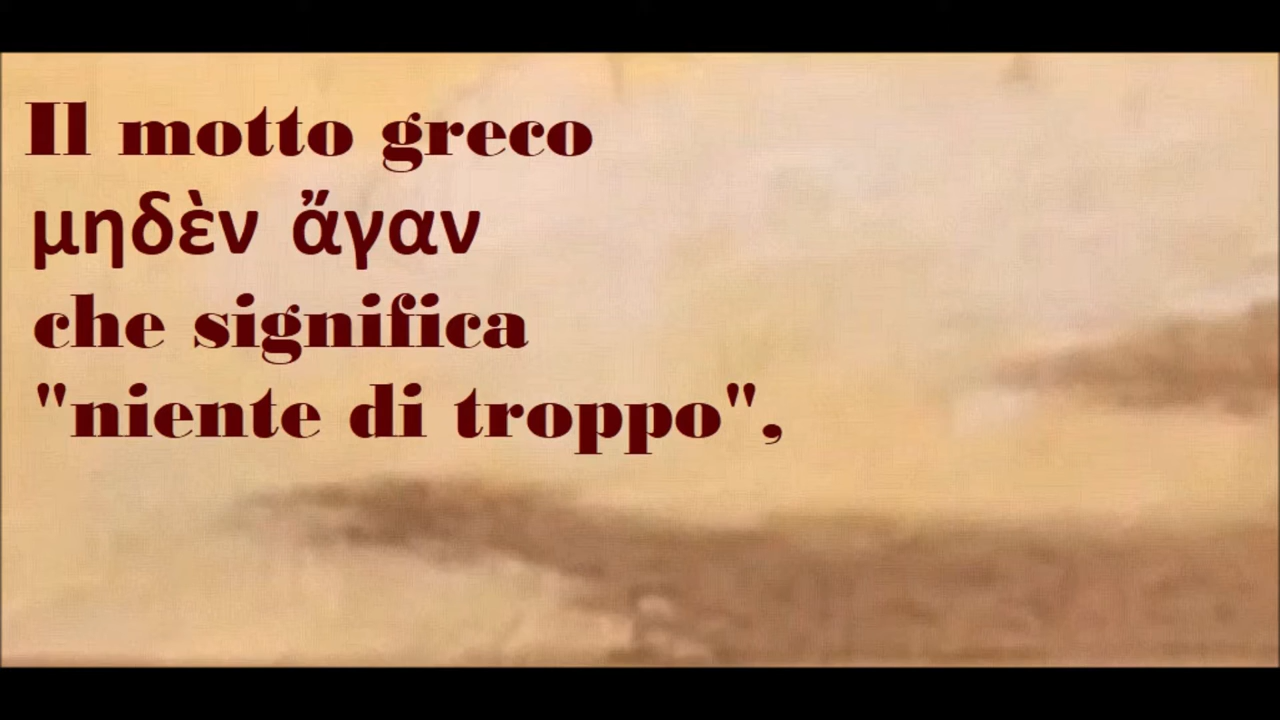 Il motto greco
μηδὲν ἄγαν
che significa
"niente di troppo",